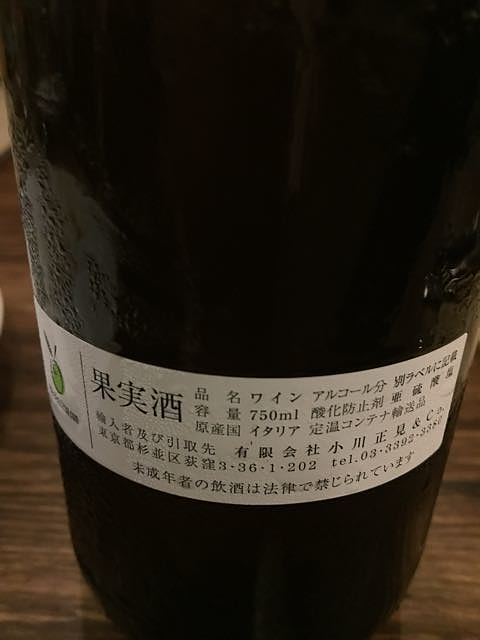 果実酒
品 名 ワイン アルコール分 別ラベルに記載
容 量 750ml 酸化防止剤 亜硫酸塩
原産国 イタリア 定温コンテナ輸送品
輸入者及び引取先 有限会社小川正見&Co.
東京都杉並区荻窪3-36-1-202 tel.03-3392-3380
未成年者の飲酒は法律で禁じられています